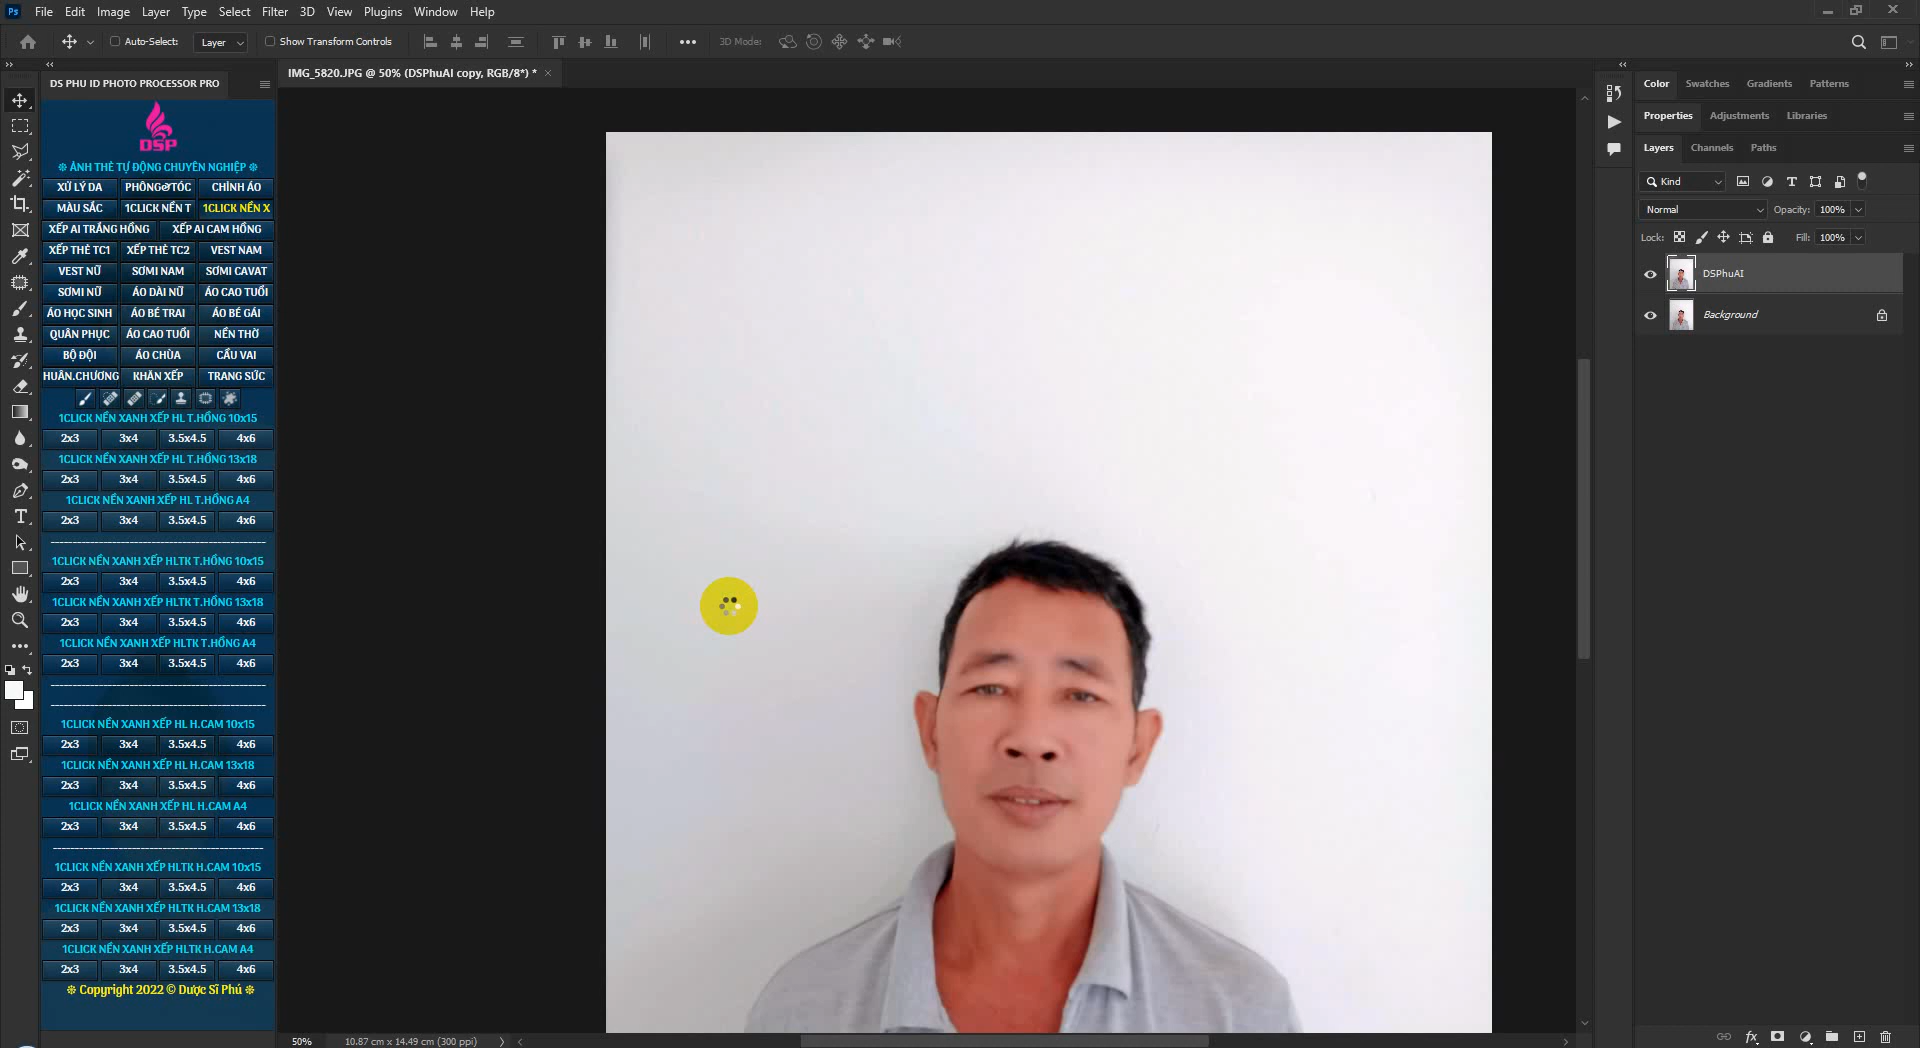 Ps File Edit Image Layer Type Select Filter 3D View Plugins Window Help
Auto-Select: Layer Show Transform Controls 3D Mode:
DS PHU ID PHOTO PROCESSOR PRO
IMG_5820.JPG @ 50% (DSPhuAI copy, RGB/8*) *
DSP
❊ ẢNH THẺ TỰ ĐỘNG CHUYÊN NGHIỆP ❊
XỬ LÝ DA PHÔNG&TÓC CHỈNH ÁO
MÀU SẮC 1CLICK NỀN T 1CLICK NỀN X
XẾP AI TRẮNG HỒNG XẾP AI CAM HỒNG
XẾP THẺ TC1 XẾP THẺ TC2 VEST NAM
VEST NỮ SƠMI NAM SƠMI CAVAT
SƠMI NỮ ÁO DÀI NỮ ÁO CAO TUỔI
ÁO HỌC SINH ÁO BÉ TRAI ÁO BÉ GÁI
QUÂN PHỤC ÁO CAO TUỔI NỀN THỜ
BỘ ĐỘI ÁO CHÙA CẦU VAI
HUÂN.CHƯƠNG KHĂN XẾP TRANG SỨC
1CLICK NỀN XANH XẾP HL T.HỒNG 10x15
2x3 3x4 3.5x4.5 4x6
1CLICK NỀN XANH XẾP HL T.HỒNG 13x18
2x3 3x4 3.5x4.5 4x6
1CLICK NỀN XANH XẾP HL T.HỒNG A4
2x3 3x4 3.5x4.5 4x6
1CLICK NỀN XANH XẾP HLTK T.HỒNG 10x15
2x3 3x4 3.5x4.5 4x6
1CLICK NỀN XANH XẾP HLTK T.HỒNG 13x18
2x3 3x4 3.5x4.5 4x6
1CLICK NỀN XANH XẾP HLTK T.HỒNG A4
2x3 3x4 3.5x4.5 4x6
1CLICK NỀN XANH XẾP HL H.CAM 10x15
2x3 3x4 3.5x4.5 4x6
1CLICK NỀN XANH XẾP HL H.CAM 13x18
2x3 3x4 3.5x4.5 4x6
1CLICK NỀN XANH XẾP HL H.CAM A4
2x3 3x4 3.5x4.5 4x6
1CLICK NỀN XANH XẾP HLTK H.CAM 10x15
2x3 3x4 3.5x4.5 4x6
1CLICK NỀN XANH XẾP HLTK H.CAM 13x18
2x3 3x4 3.5x4.5 4x6
1CLICK NỀN XANH XẾP HLTK H.CAM A4
2x3 3x4 3.5x4.5 4x6
❊ Copyright 2022 © Dược Sĩ Phú ❊
50% 10.87 cm x 14.49 cm (300 ppi)
Color Swatches Gradients Patterns
Properties Adjustments Libraries
Layers Channels Paths
Kind
Normal Opacity: 100%
Lock: Fill: 100%
DSPhuAI
Background